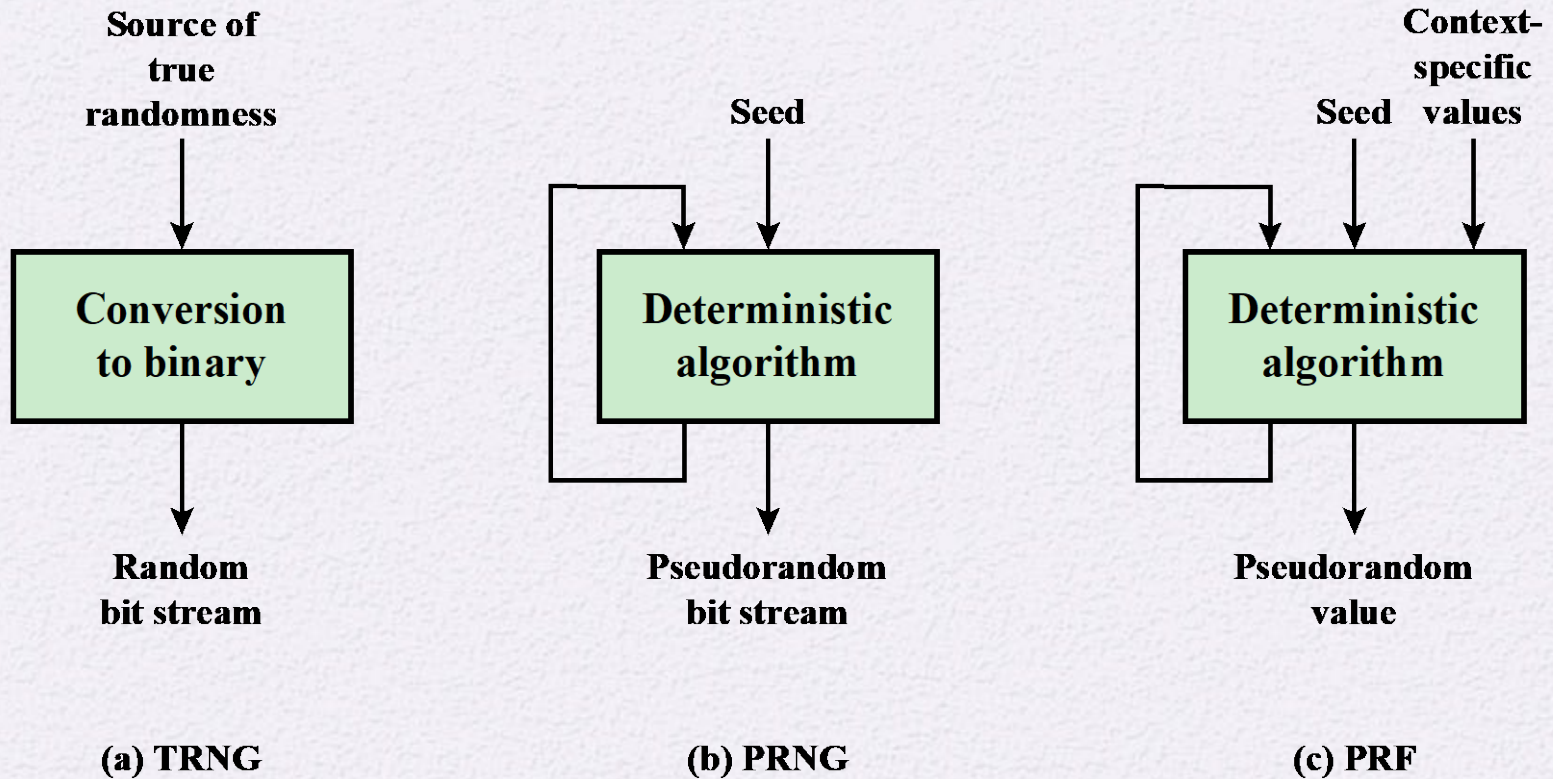 Source of
true
randomness
Conversion
to binary
Random
bit stream
(a) TRNG
Seed
Deterministic
algorithm
Pseudorandom
bit stream
(b) PRNG
Seed
Context-
specific
values
Deterministic
algorithm
Pseudorandom
value
(c) PRF